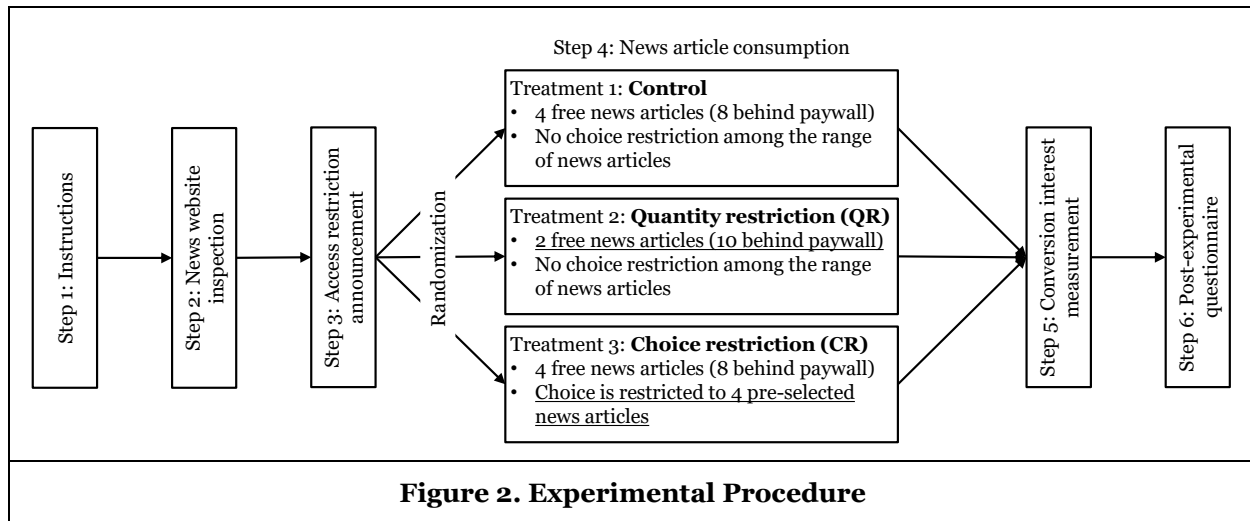 Step 4: News article consumption
Step 1: Instructions
Step 2: News website
inspection
Step 3: Access restriction
announcement
Randomization
Treatment 1: Control
• 4 free news articles (8 behind paywall)
• No choice restriction among the range
of news articles
Treatment 2: Quantity restriction (QR)
• 2 free news articles (10 behind paywall)
• No choice restriction among the range
of news articles
Treatment 3: Choice restriction (CR)
• 4 free news articles (8 behind paywall)
• Choice is restricted to 4 pre-selected
news articles
Step 5: Conversion interest
measurement
Step 6: Post-experimental
questionnaire
Figure 2. Experimental Procedure